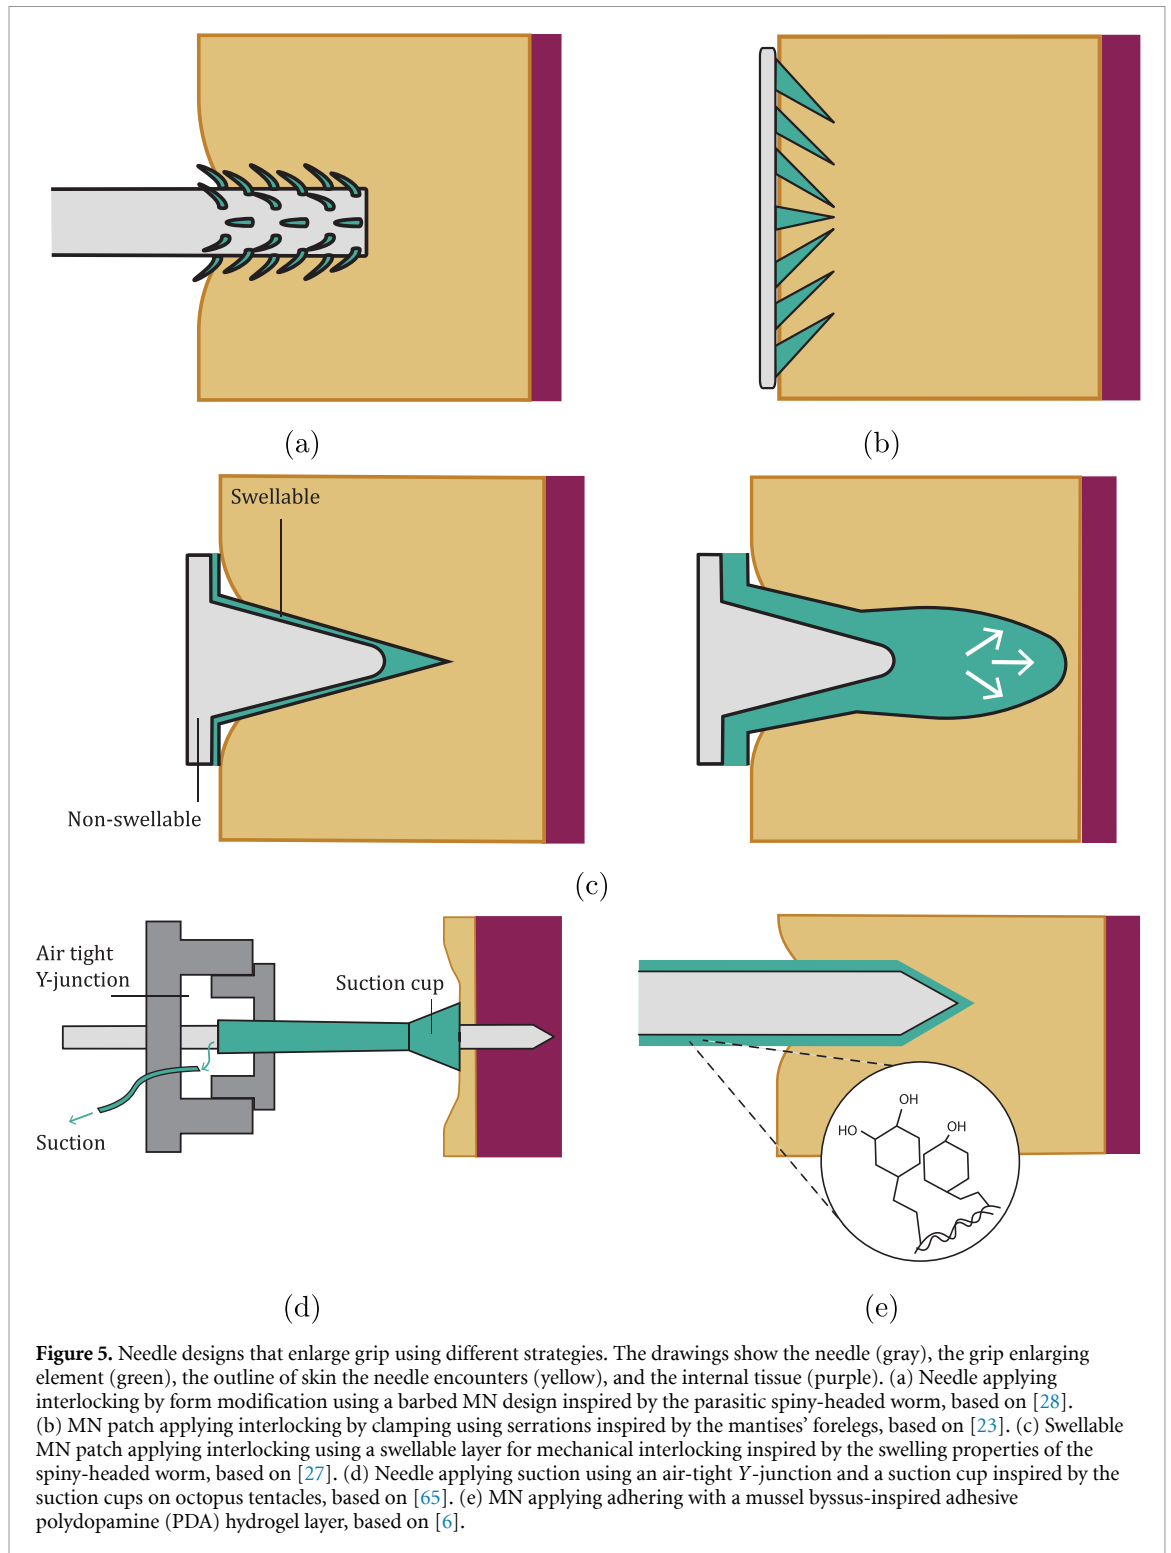 (a)
(b)
Swellable
Non-swellable
(c)
Air tight
Y-junction
Suction cup
Suction
OH
HO
OH
(d)
(e)
Figure 5. Needle designs that enlarge grip using different strategies. The drawings show the needle (gray), the grip enlarging
element (green), the outline of skin the needle encounters (yellow), and the internal tissue (purple). (a) Needle applying
interlocking by form modification using a barbed MN design inspired by the parasitic spiny-headed worm, based on [28].
(b) MN patch applying interlocking by clamping using serrations inspired by the mantises’ forelegs, based on [23]. (c) Swellable
MN patch applying interlocking using a swellable layer for mechanical interlocking inspired by the swelling properties of the
spiny-headed worm, based on [27]. (d) Needle applying suction using an air-tight Y-junction and a suction cup inspired by the
suction cups on octopus tentacles, based on [65]. (e) MN applying adhering with a mussel byssus-inspired adhesive
polydopamine (PDA) hydrogel layer, based on [6].